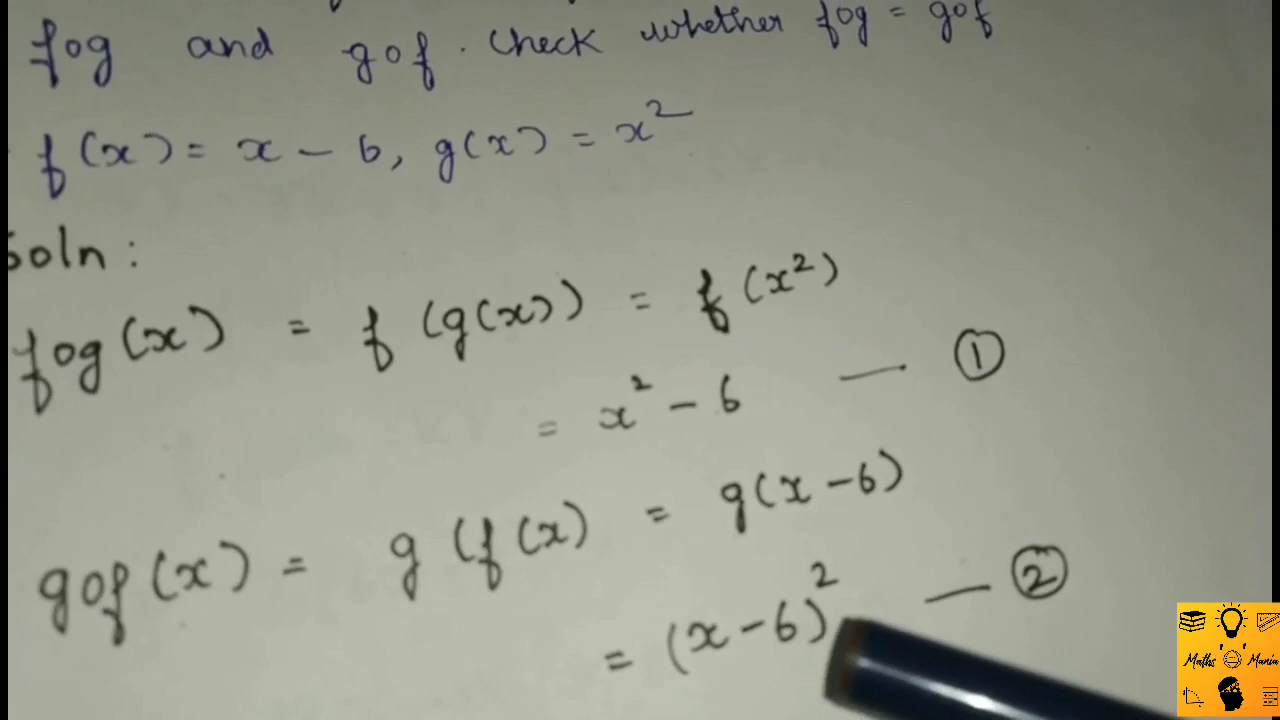 fog and gof. Check whether fog = gof
f(x) = x - 6, g(x) = x²
Soln:
fog(x) = f(g(x)) = f(x²)
= x² - 6 — ①
gof(x) = g(f(x) = g(x-6)
= (x-6)² — ②
Maths Mania